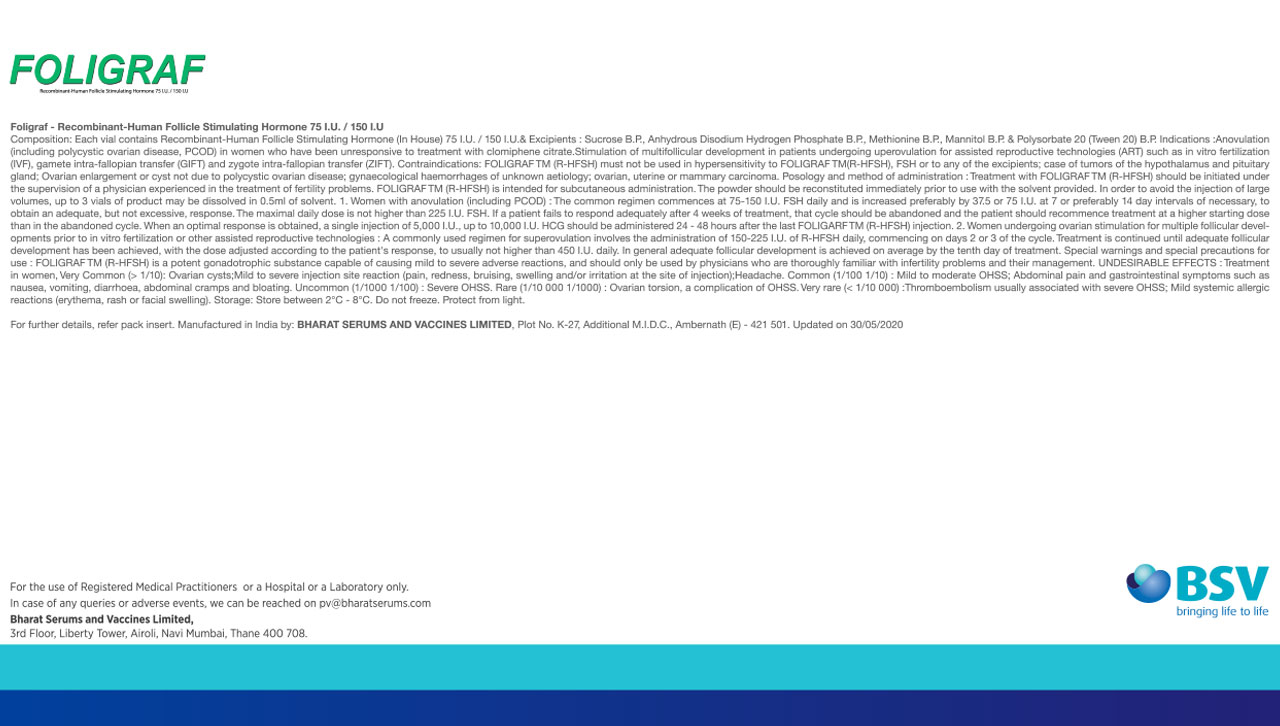 FOLIGRAF
Recombinant-Human Follicle Stimulating Hormone 75 I.U. / 150 I.U
Foligraf - Recombinant-Human Follicle Stimulating Hormone 75 I.U. / 150 I.U
Composition: Each vial contains Recombinant-Human Follicle Stimulating Hormone (In House) 75 I.U. / 150 I.U.& Excipients : Sucrose B.P., Anhydrous Disodium Hydrogen Phosphate B.P., Methionine B.P., Mannitol B.P. & Polysorbate 20 (Tween 20) B.P. Indications :Anovulation
(including polycystic ovarian disease, PCOD) in women who have been unresponsive to treatment with clomiphene citrate.Stimulation of multifollicular development in patients undergoing uperovulation for assisted reproductive technologies (ART) such as in vitro fertilization
(IVF), gamete intra-fallopian transfer (GIFT) and zygote intra-fallopian transfer (ZIFT). Contraindications: FOLIGRAF TM (R-HFSH) must not be used in hypersensitivity to FOLIGRAF TM(R-HFSH), FSH or to any of the excipients; case of tumors of the hypothalamus and pituitary
gland; Ovarian enlargement or cyst not due to polycystic ovarian disease; gynaecological haemorrhages of unknown aetiology; ovarian, uterine or mammary carcinoma. Posology and method of administration : Treatment with FOLIGRAF TM (R-HFSH) should be initiated under
the supervision of a physician experienced in the treatment of fertility problems. FOLIGRAF TM (R-HFSH) is intended for subcutaneous administration. The powder should be reconstituted immediately prior to use with the solvent provided. In order to avoid the injection of large
volumes, up to 3 vials of product may be dissolved in 0.5ml of solvent. 1. Women with anovulation (including PCOD) : The common regimen commences at 75-150 I.U. FSH daily and is increased preferably by 37.5 or 75 I.U. at 7 or preferably 14 day intervals of necessary, to
obtain an adequate, but not excessive, response. The maximal daily dose is not higher than 225 I.U. FSH. If a patient fails to respond adequately after 4 weeks of treatment, that cycle should be abandoned and the patient should recommence treatment at a higher starting dose
than in the abandoned cycle. When an optimal response is obtained, a single injection of 5,000 I.U., up to 10,000 I.U. HCG should be administered 24 - 48 hours after the last FOLIGARF TM (R-HFSH) injection. 2. Women undergoing ovarian stimulation for multiple follicular devel-
opments prior to in vitro fertilization or other assisted reproductive technologies : A commonly used regimen for superovulation involves the administration of 150-225 I.U. of R-HFSH daily, commencing on days 2 or 3 of the cycle. Treatment is continued until adequate follicular
development has been achieved, with the dose adjusted according to the patient's response, to usually not higher than 450 I.U. daily. In general adequate follicular development is achieved on average by the tenth day of treatment. Special warnings and special precautions for
use : FOLIGRAF TM (R-HFSH) is a potent gonadotrophic substance capable of causing mild to severe adverse reactions, and should only be used by physicians who are thoroughly familiar with infertility problems and their management. UNDESIRABLE EFFECTS : Treatment
in women, Very Common (> 1/10): Ovarian cysts;Mild to severe injection site reaction (pain, redness, bruising, swelling and/or irritation at the site of injection);Headache. Common (1/100 1/10) : Mild to moderate OHSS; Abdominal pain and gastrointestinal symptoms such as
nausea, vomiting, diarrhoea, abdominal cramps and bloating. Uncommon (1/1000 1/100) : Severe OHSS. Rare (1/10 000 1/1000) : Ovarian torsion, a complication of OHSS. Very rare (< 1/10 000) :Thromboembolism usually associated with severe OHSS; Mild systemic allergic
reactions (erythema, rash or facial swelling). Storage: Store between 2°C - 8°C. Do not freeze. Protect from light.
For further details, refer pack insert. Manufactured in India by: BHARAT SERUMS AND VACCINES LIMITED, Plot No. K-27, Additional M.I.D.C., Ambernath (E) - 421 501. Updated on 30/05/2020
For the use of Registered Medical Practitioners or a Hospital or a Laboratory only.
In case of any queries or adverse events, we can be reached on pv@bharatserums.com
Bharat Serums and Vaccines Limited,
3rd Floor, Liberty Tower, Airoli, Navi Mumbai, Thane 400 708.
BSV
bringing life to life